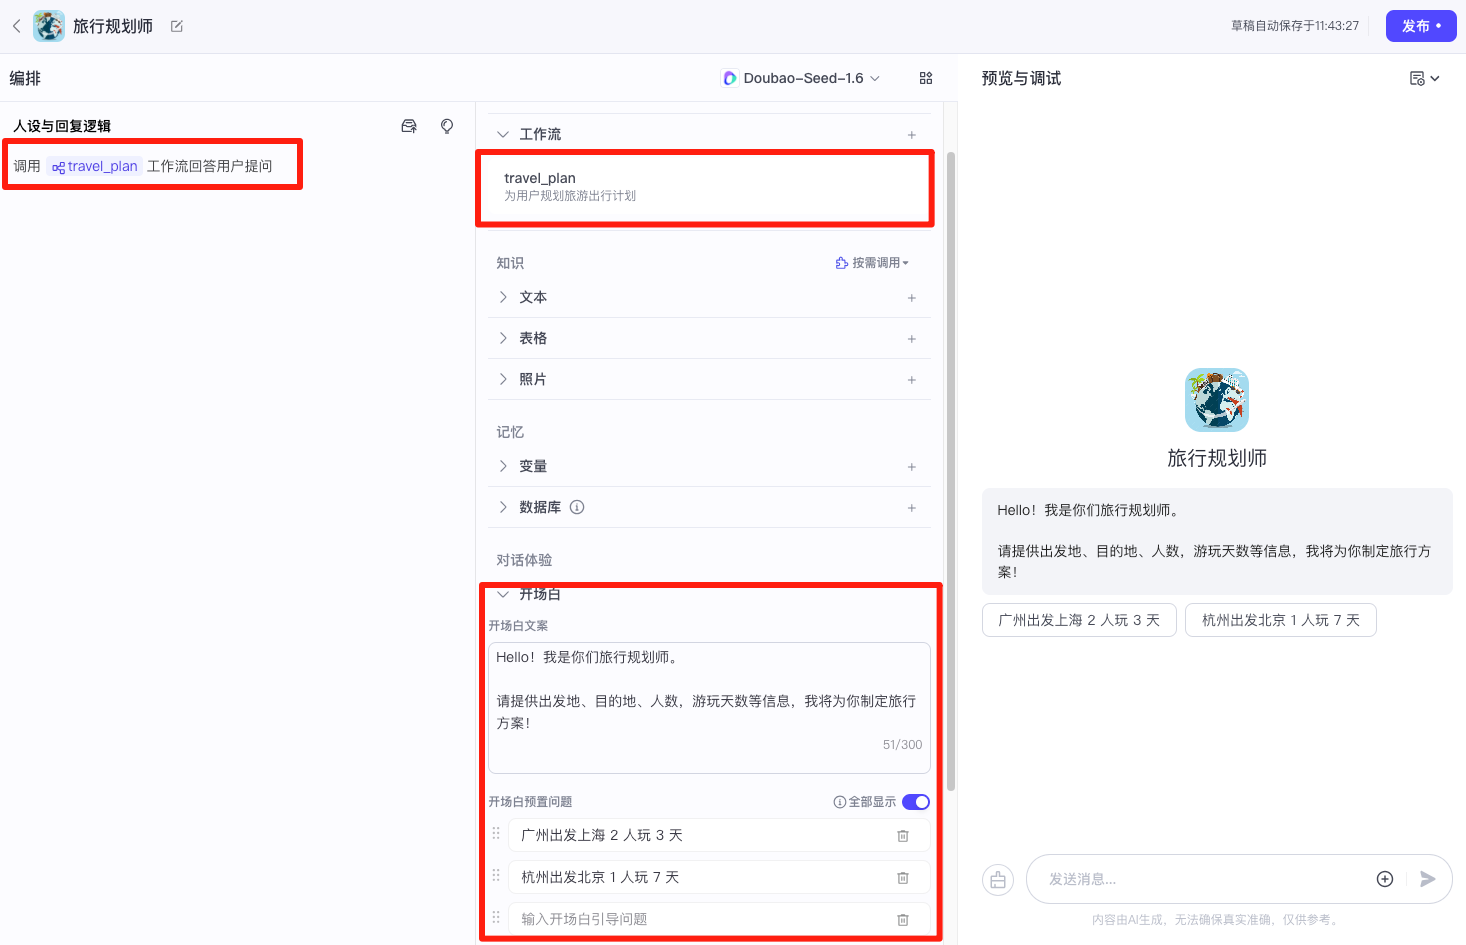 旅行规划师
草稿自动保存于11:43:27
发布
编排
Doubao-Seed-1.6
预览与调试
人设与回复逻辑
调用 travel_plan 工作流回答用户提问
工作流
travel_plan
为用户规划旅游出行计划
知识
按需调用
文本
表格
照片
记忆
变量
数据库
对话体验
开场白
开场白文案
Hello！我是你们旅行规划师。
请提供出发地、目的地、人数，游玩天数等信息，我将为你制定旅行
方案！
51/300
开场白预置问题
全部显示
广州出发上海 2 人玩 3 天
杭州出发北京 1 人玩 7 天
输入开场白引导问题
旅行规划师
Hello！我是你们旅行规划师。
请提供出发地、目的地、人数，游玩天数等信息，我将为你制定旅行方
案！
广州出发上海 2 人玩 3 天
杭州出发北京 1 人玩 7 天
发送消息...
内容由AI生成，无法确保真实准确，仅供参考。